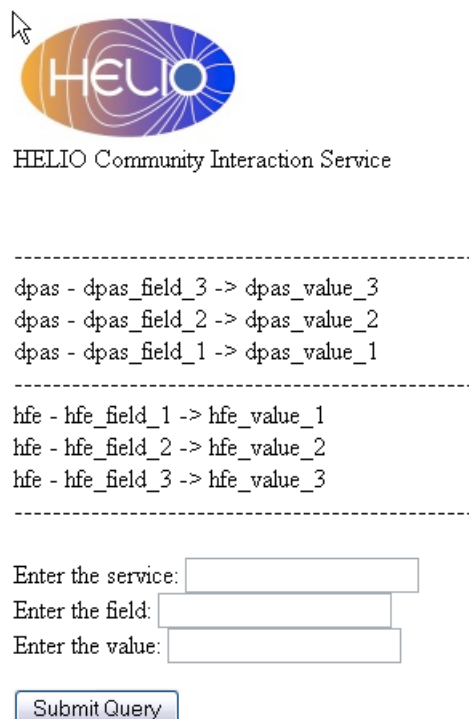 HELIO
HELIO Community Interaction Service
--------------------------------------------------
dpas - dpas_field_3 -> dpas_value_3
dpas - dpas_field_2 -> dpas_value_2
dpas - dpas_field_1 -> dpas_value_1
--------------------------------------------------
hfe - hfe_field_1 -> hfe_value_1
hfe - hfe_field_2 -> hfe_value_2
hfe - hfe_field_3 -> hfe_value_3
--------------------------------------------------
Enter the service:
Enter the field:
Enter the value:
Submit Query